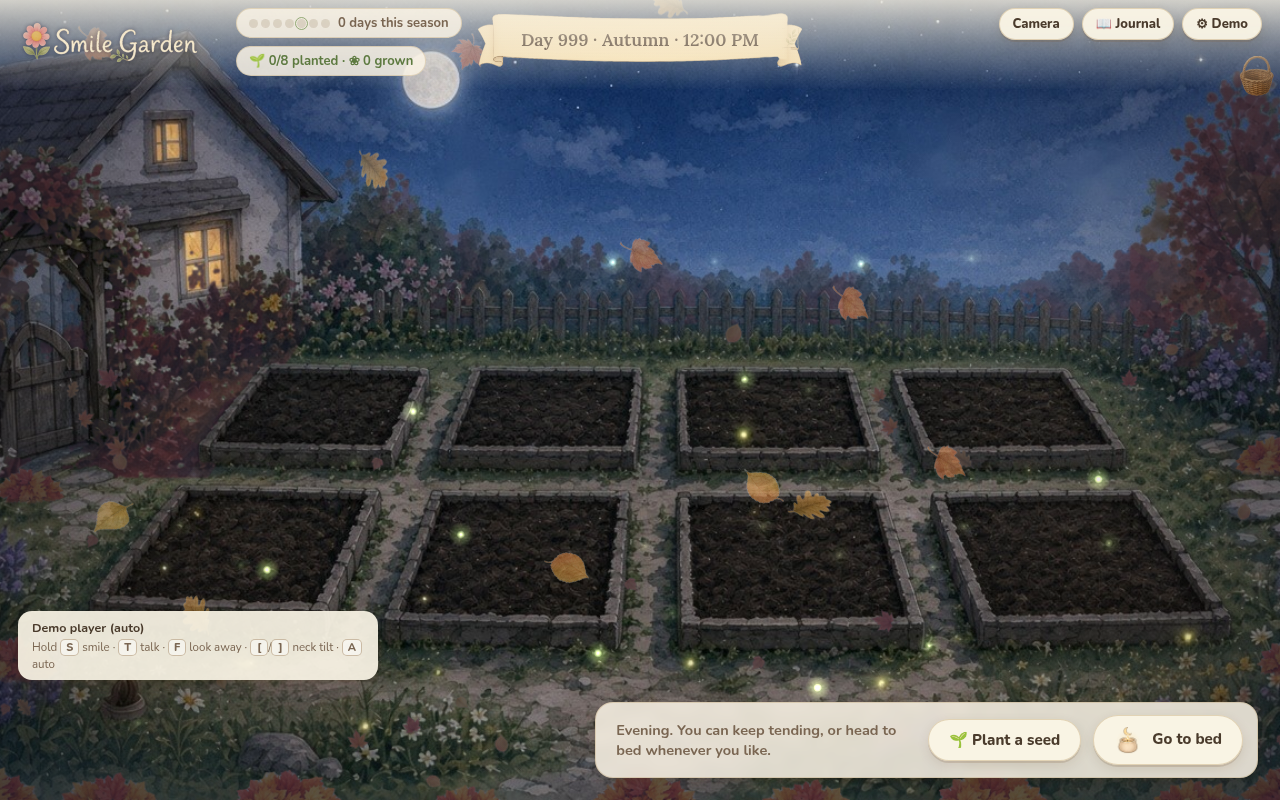 Smile Garden
0 days this season
🌱 0/8 planted · ❀ 0 grown
Day 999 · Autumn · 12:00 PM
Camera
📖 Journal
⚙ Demo
Demo player (auto)
Hold S smile · T talk · F look away · [ / ] neck tilt · A
auto
Evening. You can keep tending, or head to
bed whenever you like.
🌱 Plant a seed
Go to bed